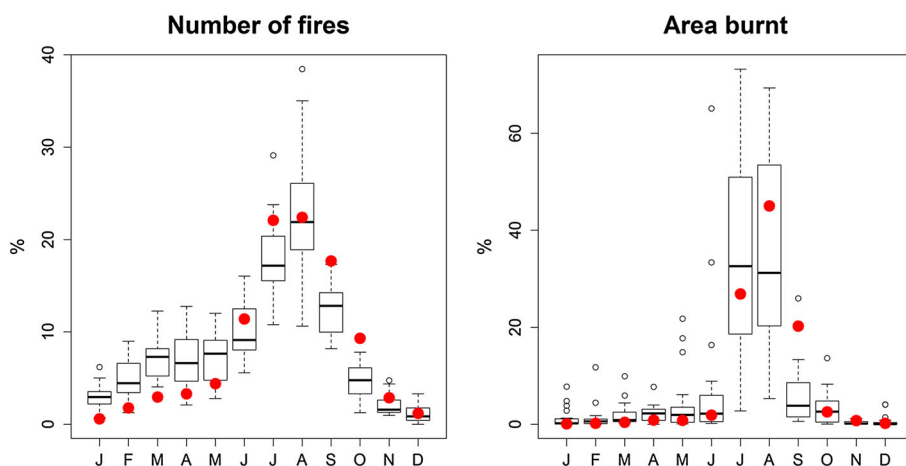 Number of fires
Area burnt
%
40
30
20
10
0
J F M A M J J A S O N D
%
60
40
20
0
J F M A M J J A S O N D